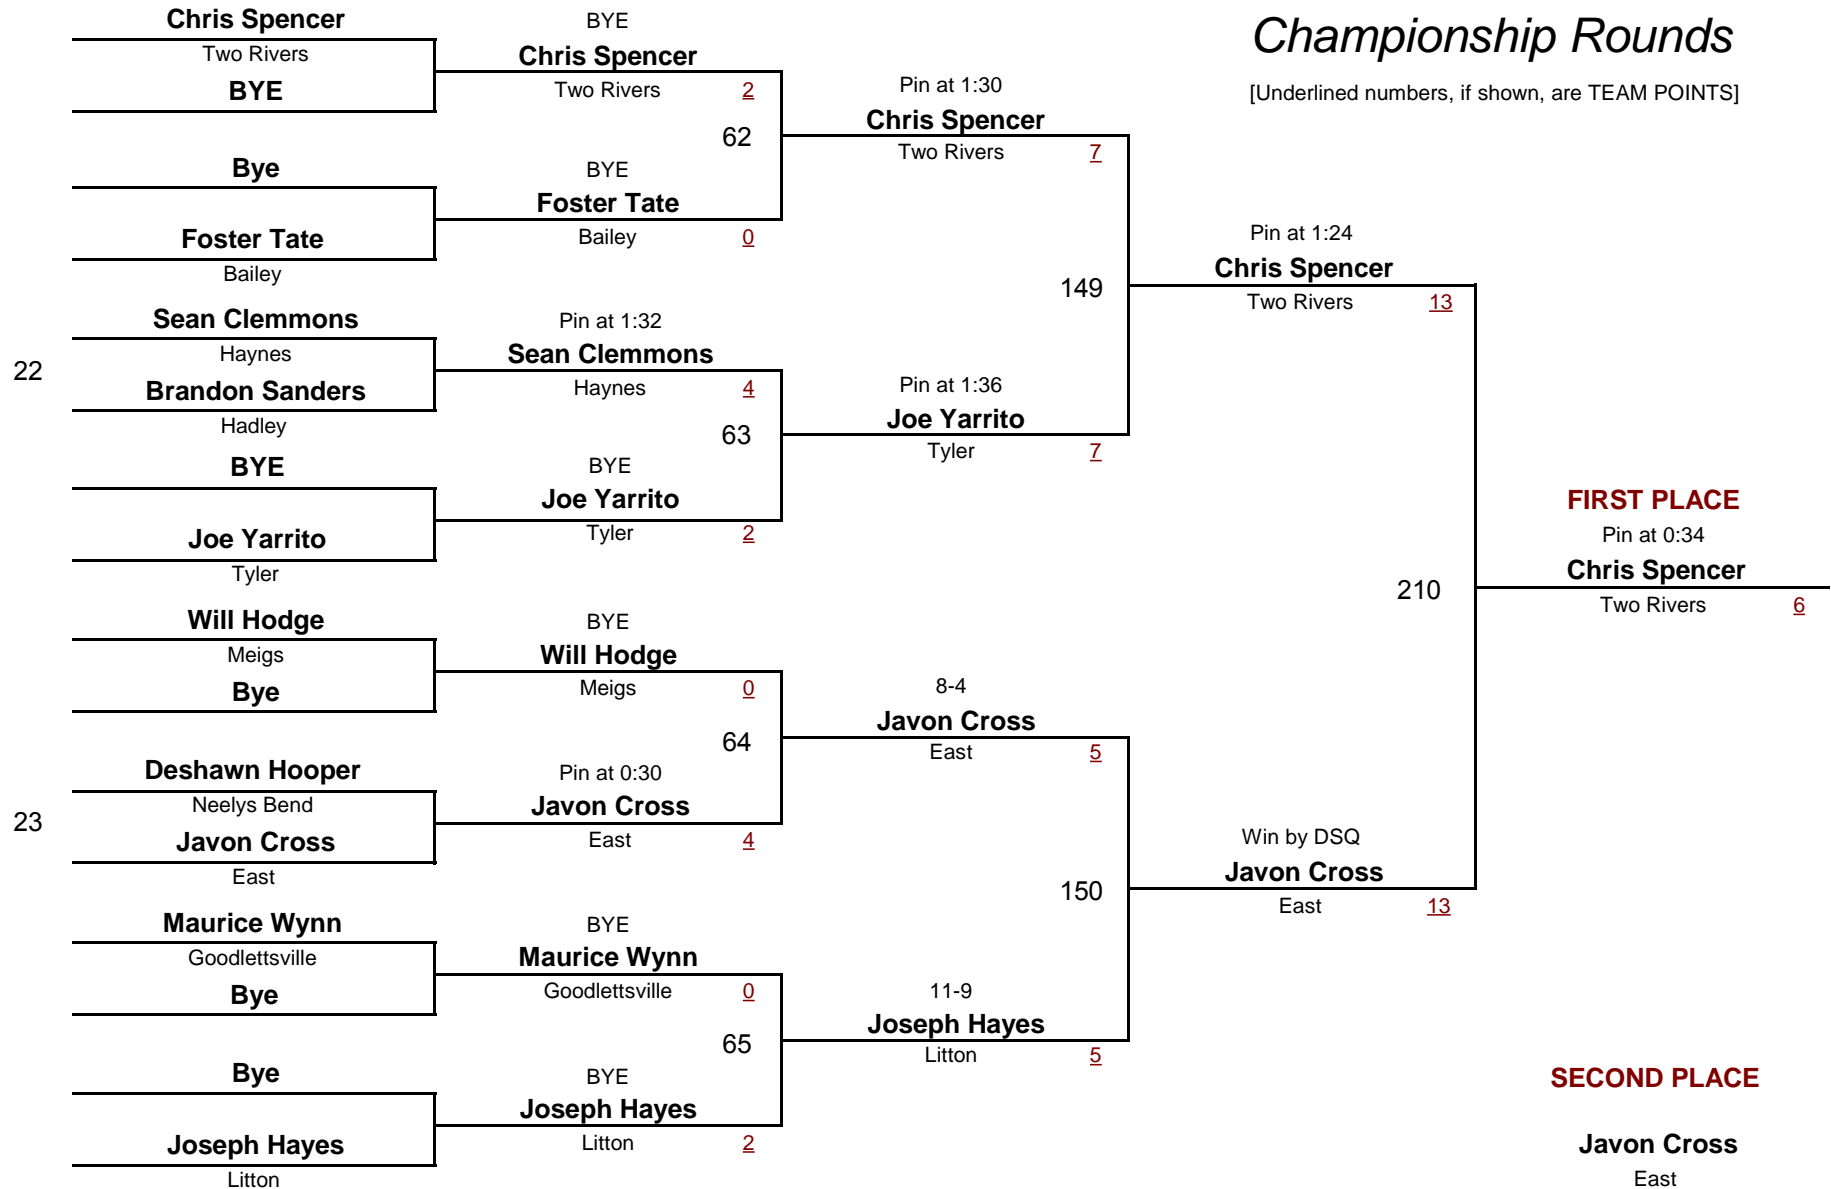 Championship Rounds
[Underlined numbers, if shown, are TEAM POINTS]
Chris Spencer
Two Rivers
BYE
Bye
Foster Tate
Bailey
22
Sean Clemmons
Haynes
Brandon Sanders
Hadley
BYE
Joe Yarrito
Tyler
Will Hodge
Meigs
Bye
23
Deshawn Hooper
Neelys Bend
Javon Cross
East
Maurice Wynn
Goodlettsville
Bye
Bye
Joseph Hayes
Litton
BYE
Chris Spencer
Two Rivers 2
62
BYE
Foster Tate
Bailey 0
Pin at 1:32
Sean Clemmons
Haynes 4
63
BYE
Joe Yarrito
Tyler 2
BYE
Will Hodge
Meigs 0
64
Pin at 0:30
Javon Cross
East 4
BYE
Maurice Wynn
Goodlettsville 0
65
BYE
Joseph Hayes
Litton 2
Pin at 1:30
Chris Spencer
Two Rivers 7
149
Pin at 1:36
Joe Yarrito
Tyler 7
8-4
Javon Cross
East 5
150
11-9
Joseph Hayes
Litton 5
Pin at 1:24
Chris Spencer
Two Rivers 13
210
Win by DSQ
Javon Cross
East 13
FIRST PLACE
Pin at 0:34
Chris Spencer
Two Rivers 6
SECOND PLACE
Javon Cross
East